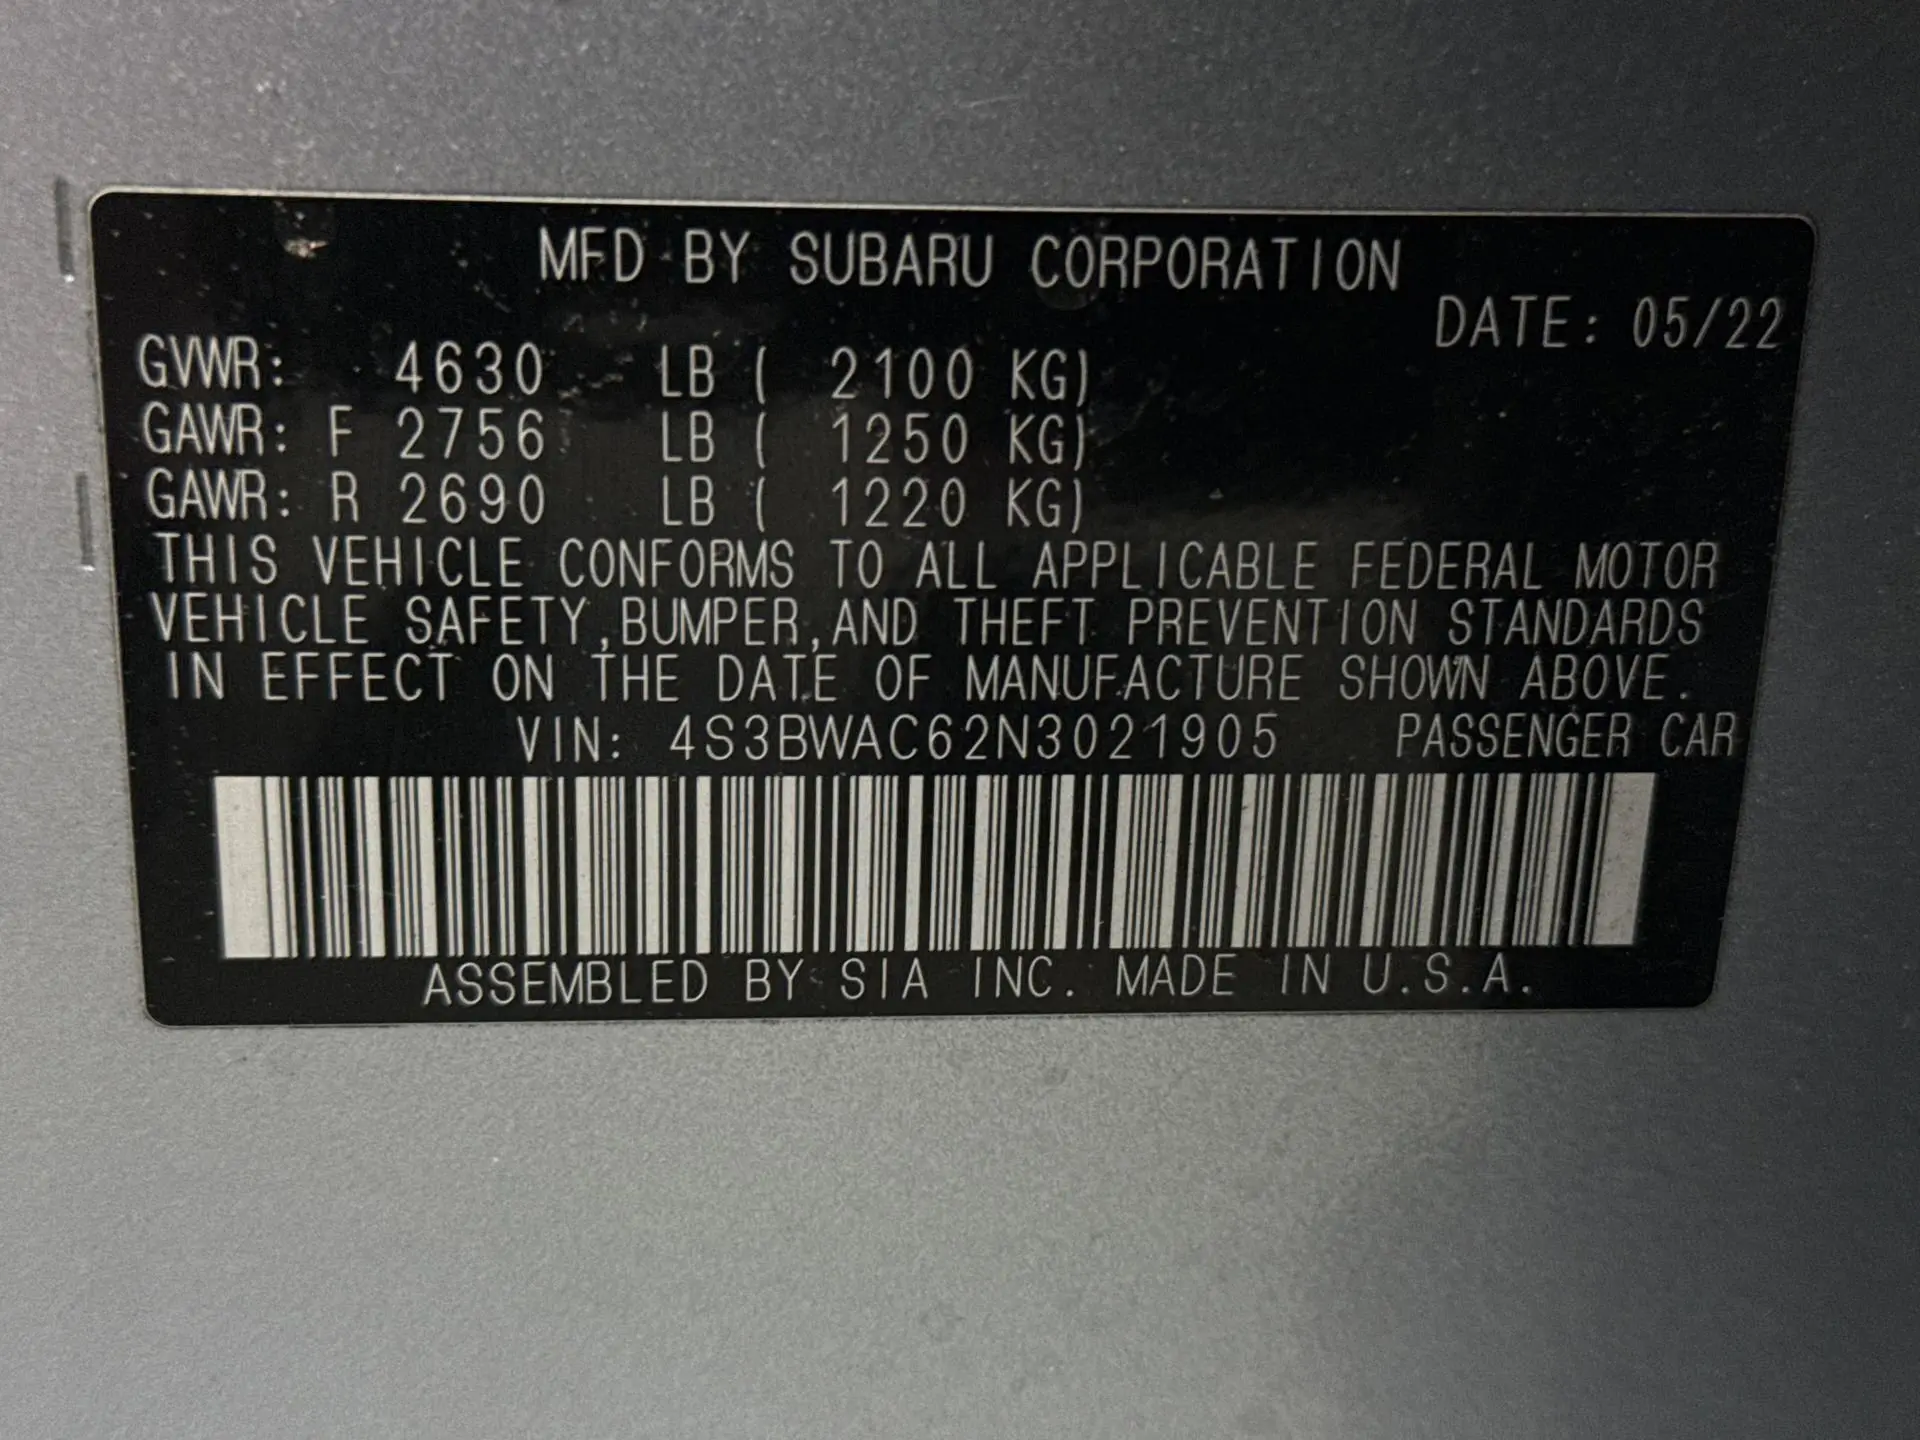 MFD BY SUBARU CORPORATION
DATE: 05/22
GVWR: 4630 LB ( 2100 KG)
GAWR: F 2756 LB ( 1250 KG)
GAWR: R 2690 LB ( 1220 KG)
THIS VEHICLE CONFORMS TO ALL APPLICABLE FEDERAL MOTOR
VEHICLE SAFETY,BUMPER,AND THEFT PREVENTION STANDARDS
IN EFFECT ON THE DATE OF MANUFACTURE SHOWN ABOVE.
VIN: 4S3BWAC62N3021905 PASSENGER CAR
ASSEMBLED BY SIA INC. MADE IN U.S.A.